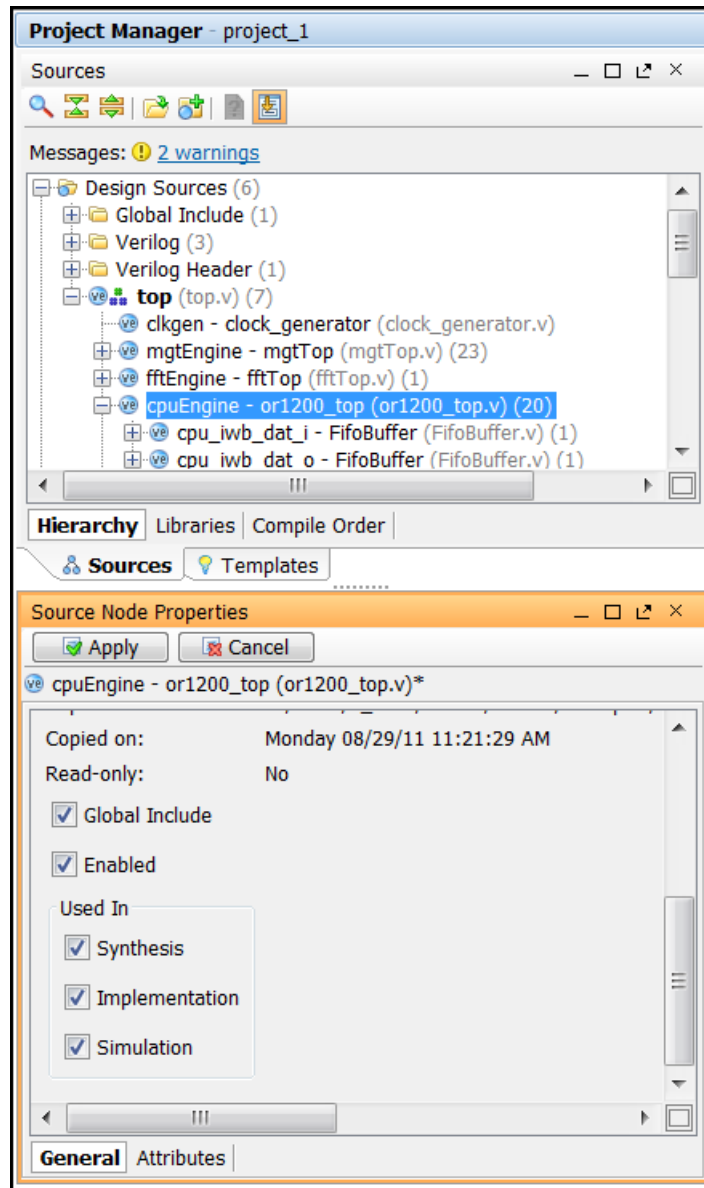 Project Manager - project_1
Sources
Messages: 2 warnings
Design Sources (6)
Global Include (1)
Verilog (3)
Verilog Header (1)
top (top.v) (7)
clkgen - clock_generator (clock_generator.v)
mgtEngine - mgtTop (mgtTop.v) (23)
fftEngine - fftTop (fftTop.v) (1)
cpuEngine - or1200_top (or1200_top.v) (20)
cpu_iwb_dat_i - FifoBuffer (FifoBuffer.v) (1)
cpu_iwb_dat_o - FifoBuffer (FifoBuffer.v) (1)
Hierarchy Libraries Compile Order
Sources Templates
Source Node Properties
Apply Cancel
cpuEngine - or1200_top (or1200_top.v)*
Copied on: Monday 08/29/11 11:21:29 AM
Read-only: No
Global Include
Enabled
Used In
Synthesis
Implementation
Simulation
General Attributes